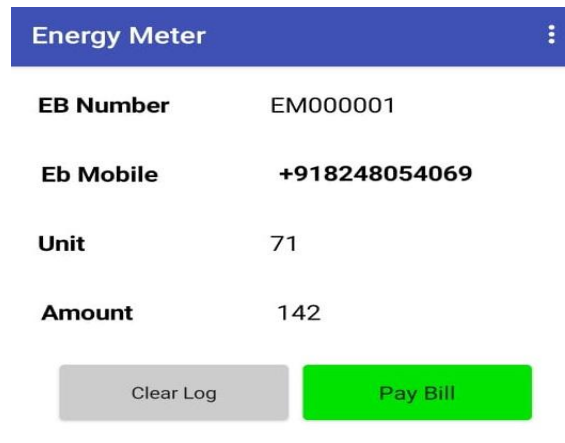 Energy Meter
EB Number EM000001
Eb Mobile +918248054069
Unit 71
Amount 142
Clear Log Pay Bill